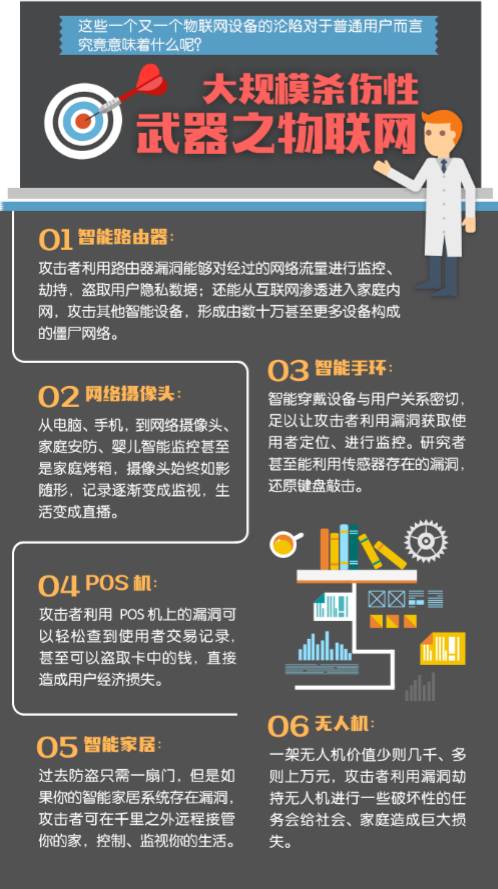 这些一个又一个物联网设备的沦陷对于普通用户而言
究竟意味着什么呢?
大规模杀伤性
武器之物联网
01 智能路由器:
攻击者利用路由器漏洞能够对经过的网络流量进行监控、
劫持，盗取用户隐私数据；还能从互联网渗透进入家庭内
网，攻击其他智能设备，形成由数十万甚至更多设备构成
的僵尸网络。
02 网络摄像头:
从电脑、手机，到网络摄像头、
家庭安防、婴儿智能监控甚至
是家庭烤箱，摄像头始终如影
随形，记录逐渐变成监视，生
活变成直播。
03 智能手环:
智能穿戴设备与用户关系密切，
足以让攻击者利用漏洞获取使
用者定位、进行监控。研究者
甚至能利用传感器存在的漏洞，
还原键盘敲击。
04 POS 机:
攻击者利用 POS 机上的漏洞可
以轻松查到使用者交易记录，
甚至可以盗取卡中的钱，直接
造成用户经济损失。
05 智能家居:
过去防盗只需一扇门，但是如
果你的智能家居系统存在漏洞，
攻击者可在千里之外远程接管
你的家，控制、监视你的生活。
06 无人机:
一架无人机价值少则几千、多
则上万元，攻击者利用漏洞劫
持无人机进行一些破坏性的任
务会给社会、家庭造成巨大损
失。